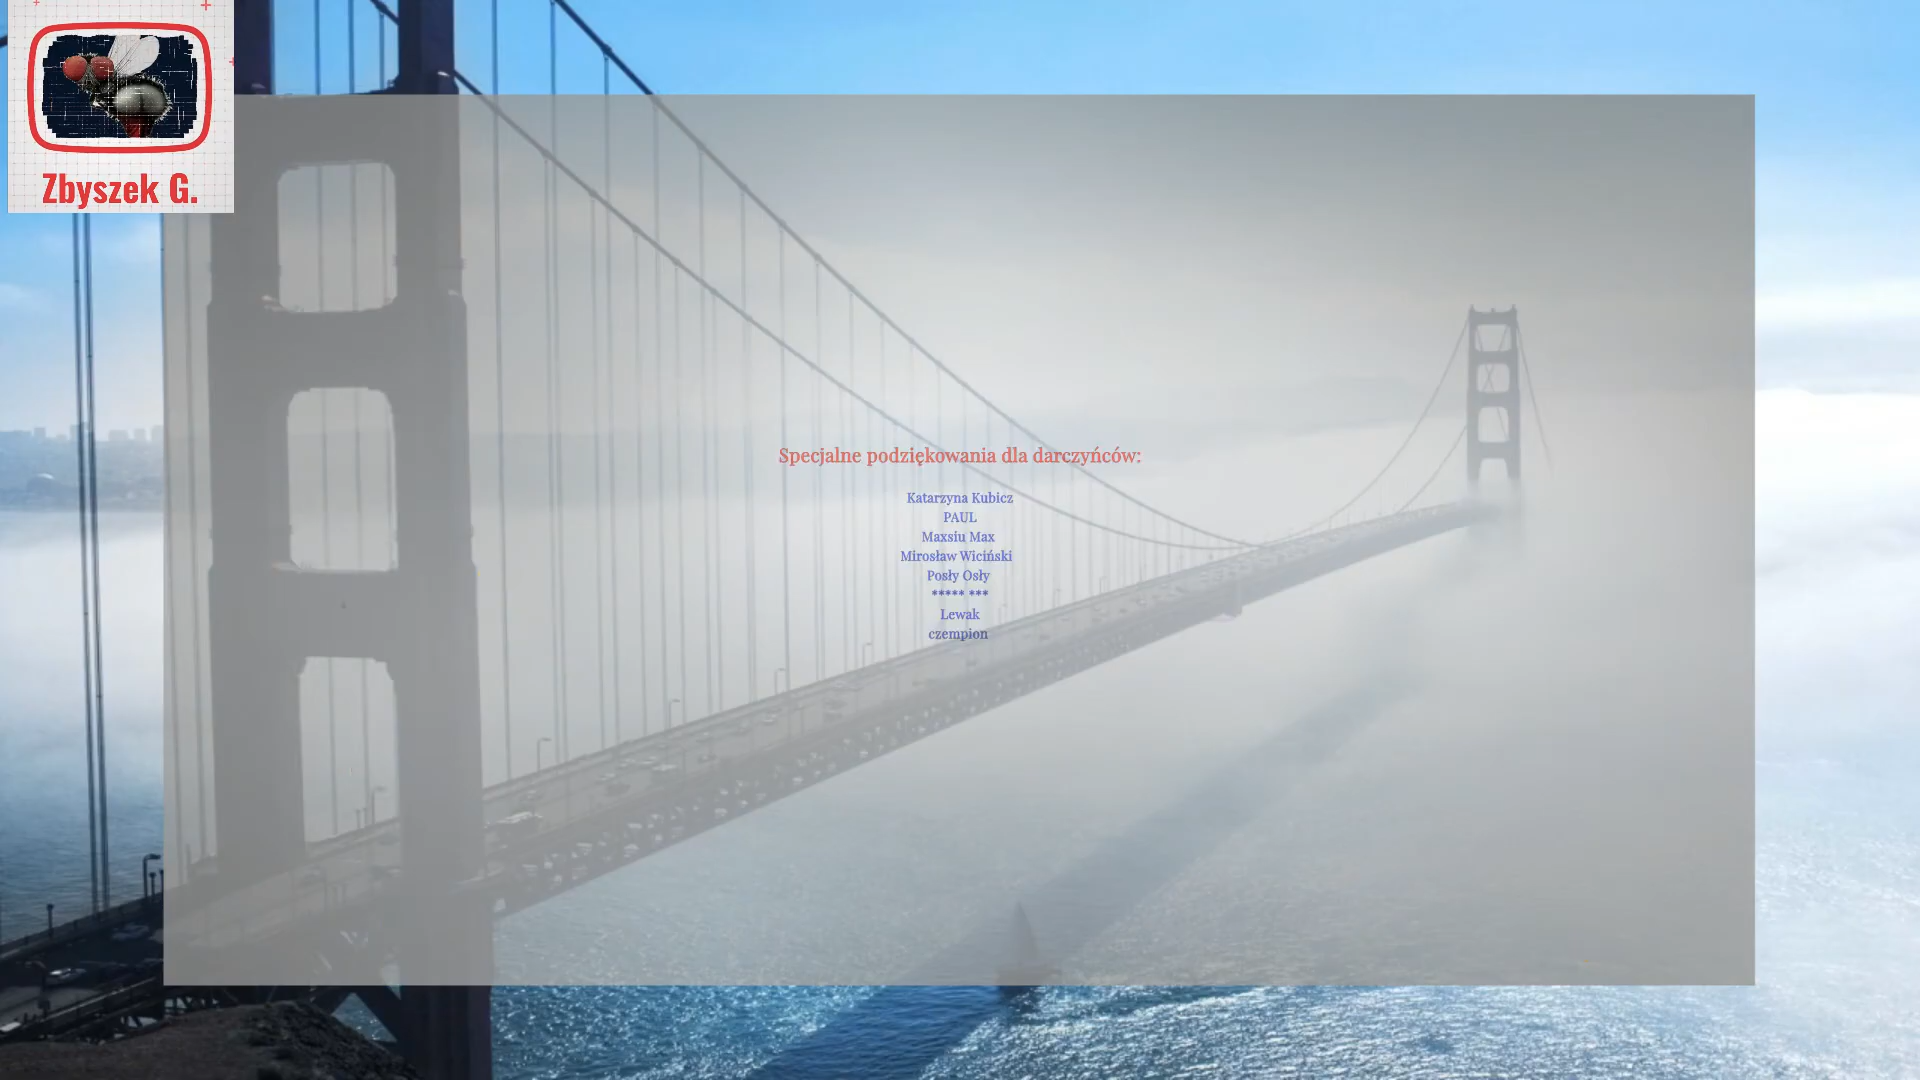 Zbyszek G.
Specjalne podziękowania dla darczyńców:
Katarzyna Kubicz
PAUL
Maxsiu Max
Mirosław Wiciński
Posły Osły
***** ***
Lewak
czempion